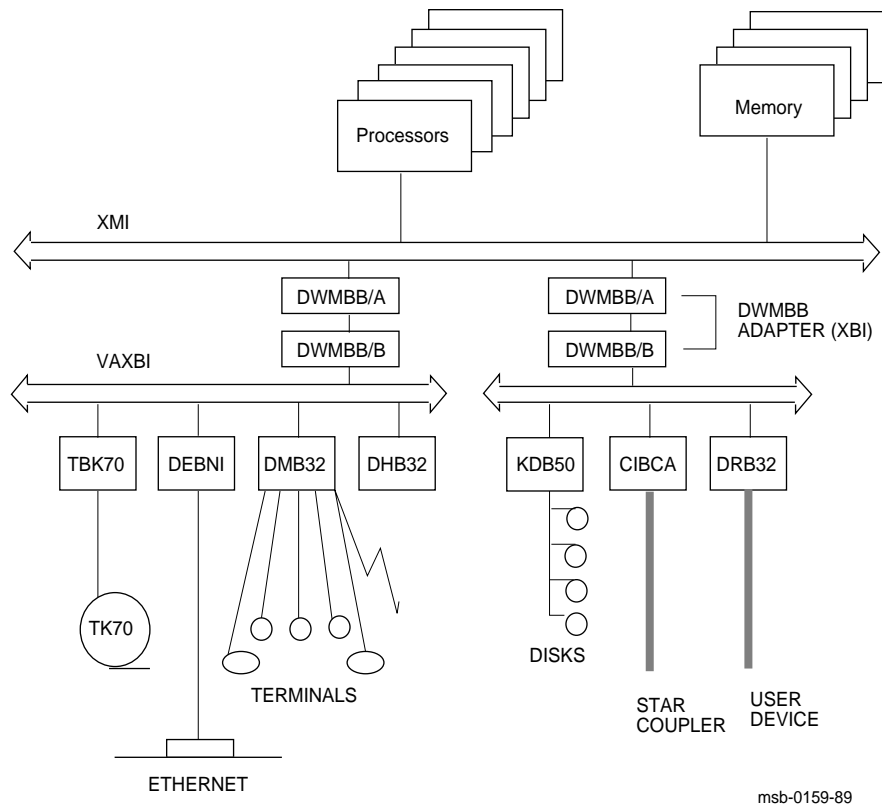 Processors
Memory
XMI
DWMBB/A
DWMBB/A
DWMBB
ADAPTER (XBI)
DWMBB/B
DWMBB/B
VAXBI
TBK70
DEBNI
DMB32
DHB32
KDB50
CIBCA
DRB32
TK70
DISKS
TERMINALS
STAR
COUPLER
USER
DEVICE
ETHERNET
msb-0159-89